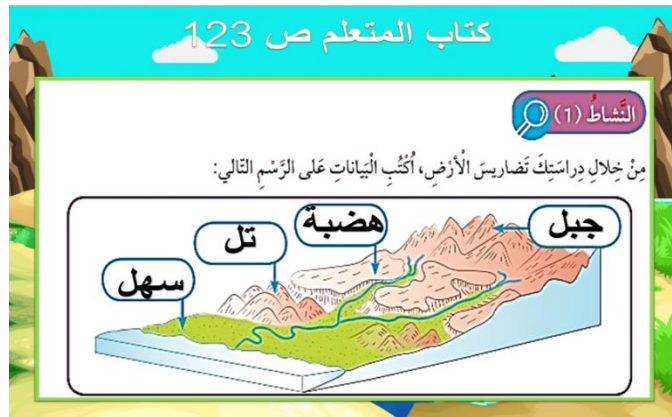 كتاب المتعلم ص 123
النَّشاطُ (1)
مِنْ خِلالِ دِراسَتِكَ تَضاريسَ الْأَرْضِ، أَكْتُبِ الْبَياناتِ عَلى الرَّسْمِ التّالي:
جبل
هضبة
تل
سهل